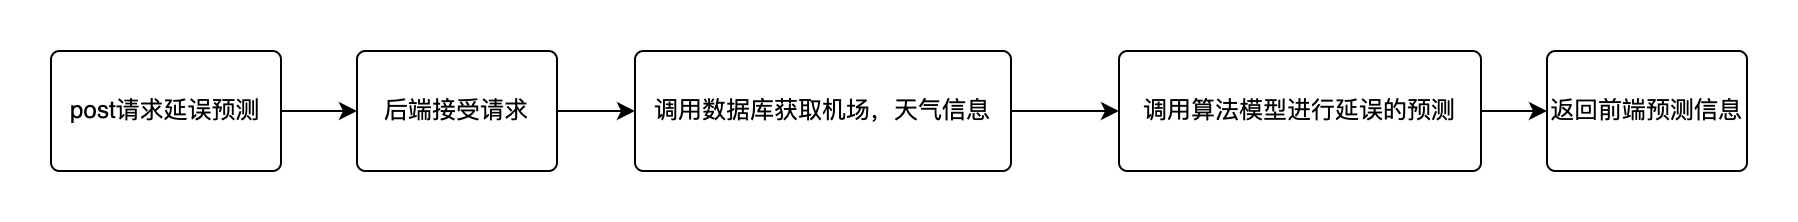 post请求延误预测
后端接受请求
调用数据库获取机场，天气信息
调用算法模型进行延误的预测
返回前端预测信息